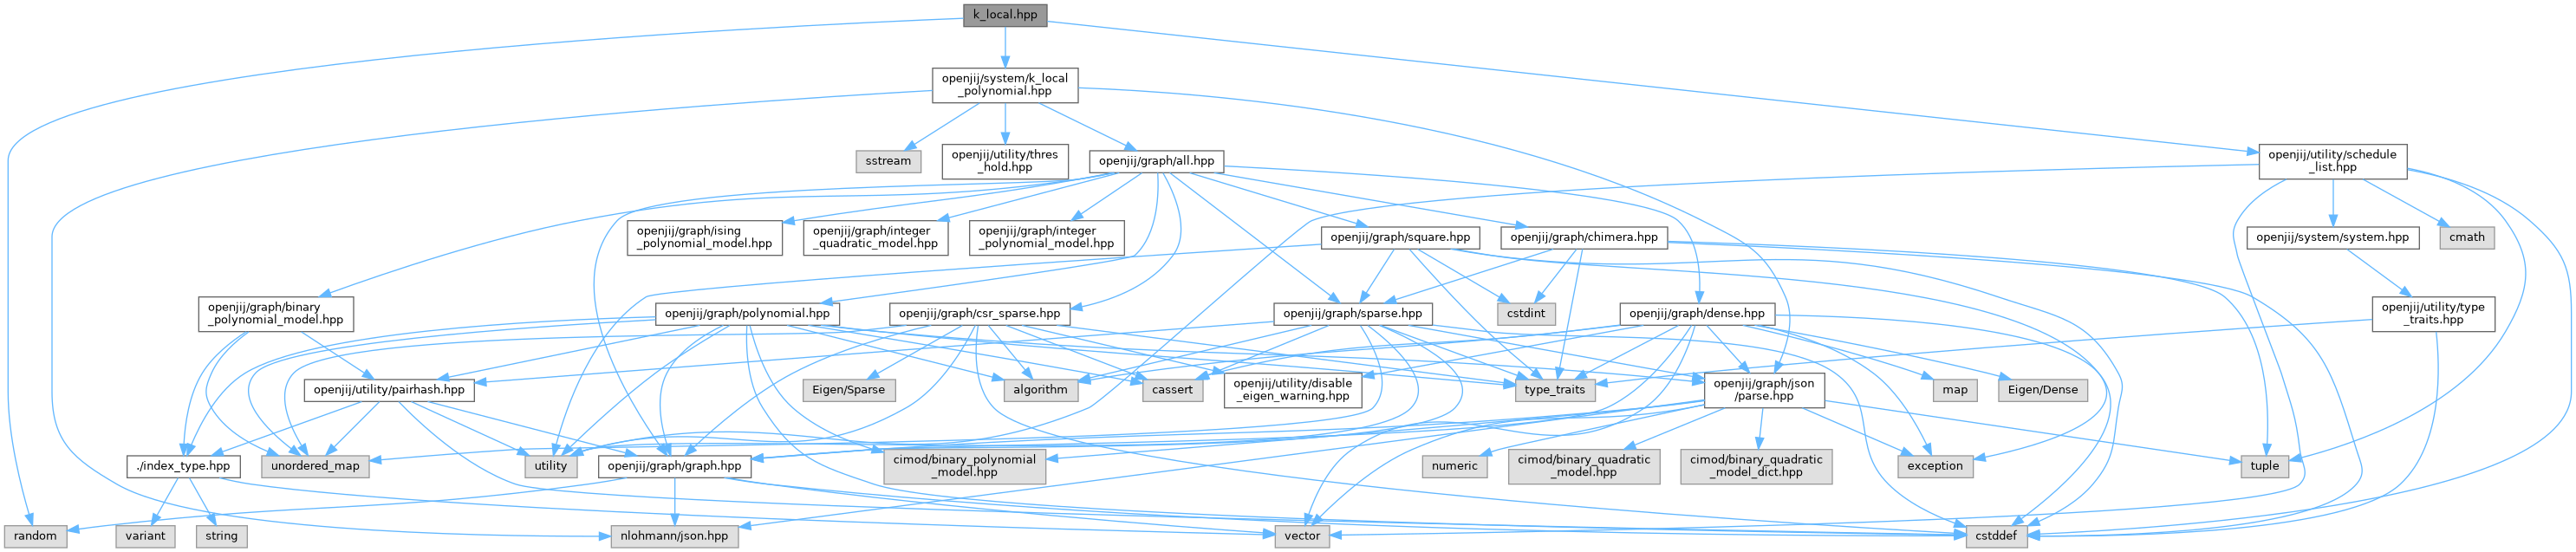 k_local.hpp
openjij/system/k_local
_polynomial.hpp
sstream
openjij/utility/thres
_hold.hpp
openjij/graph/all.hpp
openjij/utility/schedule
_list.hpp
openjij/graph/ising
_polynomial_model.hpp
openjij/graph/integer
_quadratic_model.hpp
openjij/graph/integer
_polynomial_model.hpp
openjij/graph/square.hpp
openjij/graph/chimera.hpp
openjij/system/system.hpp
cmath
openjij/graph/binary
_polynomial_model.hpp
openjij/graph/polynomial.hpp
openjij/graph/csr_sparse.hpp
openjij/graph/sparse.hpp
cstdint
openjij/graph/dense.hpp
openjij/utility/type
_traits.hpp
openjij/utility/pairhash.hpp
Eigen/Sparse
algorithm
cassert
openjij/utility/disable
_eigen_warning.hpp
type_traits
openjij/graph/json
/parse.hpp
map
Eigen/Dense
./index_type.hpp
unordered_map
utility
openjij/graph/graph.hpp
cimod/binary_polynomial
_model.hpp
numeric
cimod/binary_quadratic
_model.hpp
cimod/binary_quadratic
_model_dict.hpp
exception
tuple
random
variant
string
nlohmann/json.hpp
vector
cstddef